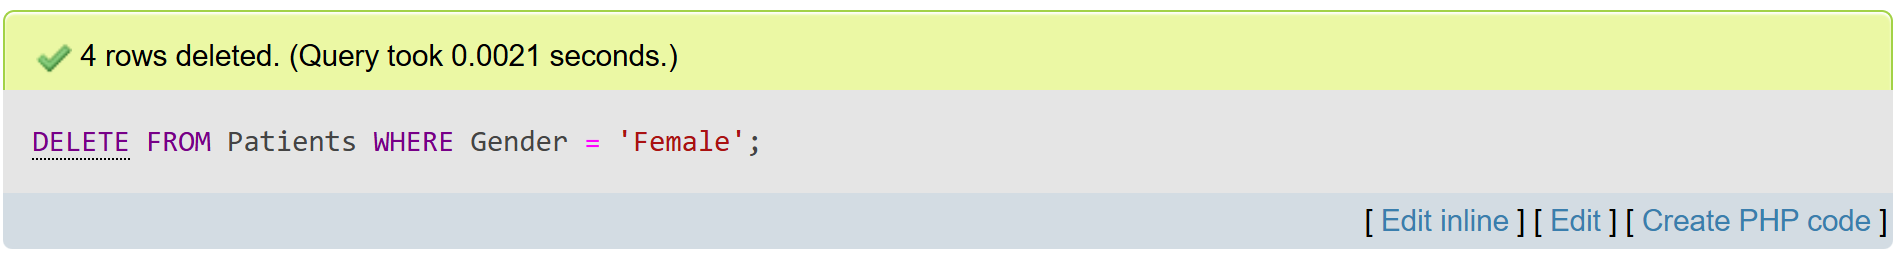 4 rows deleted. (Query took 0.0021 seconds.)
DELETE FROM Patients WHERE Gender = 'Female';
[ Edit inline ] [ Edit ] [ Create PHP code ]